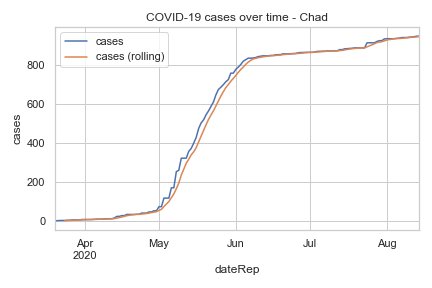 COVID-19 cases over time - Chad
cases
cases (rolling)
800
600
400
200
0
cases
Apr
2020
May
Jun
Jul
Aug
dateRep